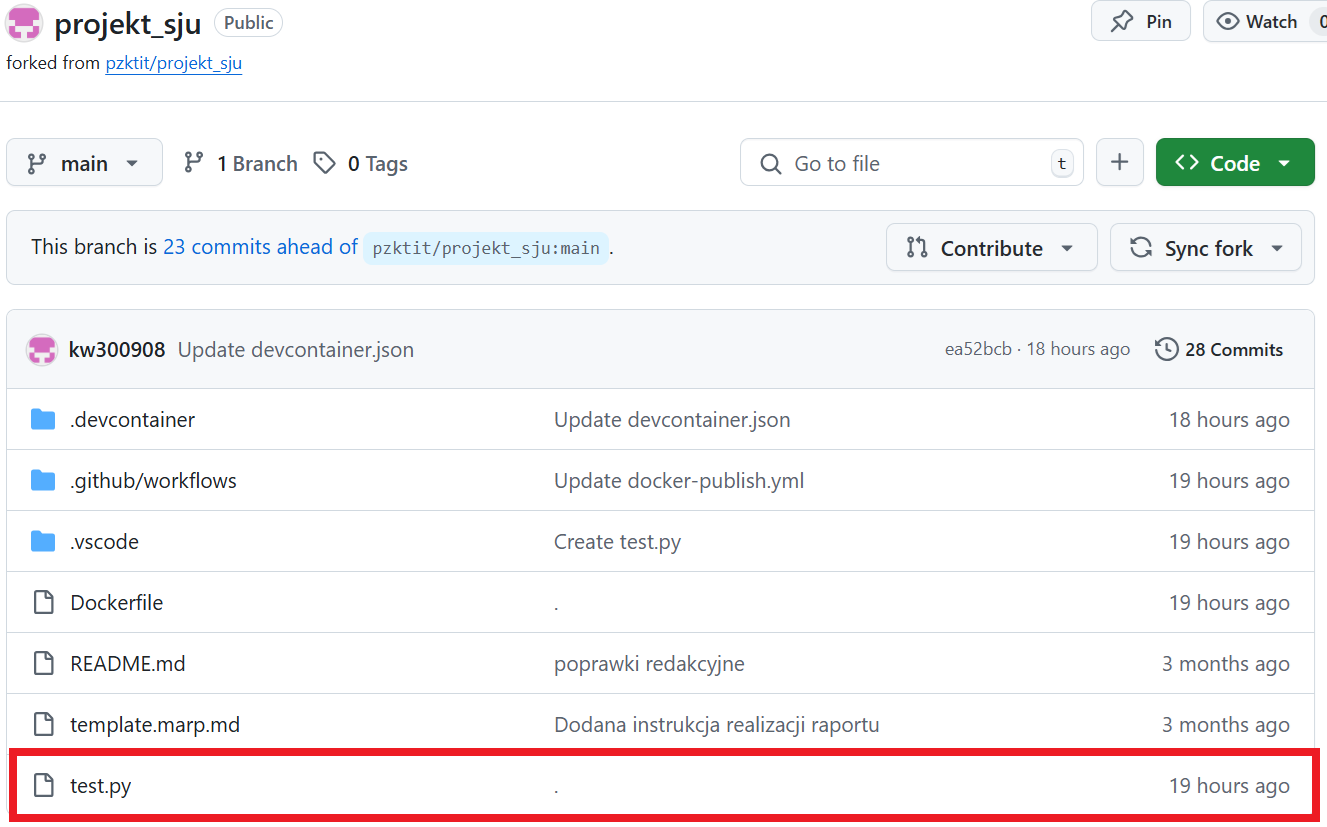 projekt_sju Public Pin Watch 0
forked from pzktit/projekt_sju
main 1 Branch 0 Tags Go to file t Code
This branch is 23 commits ahead of pzktit/projekt_sju:main. Contribute Sync fork
kw300908 Update devcontainer.json ea52bcb · 18 hours ago 28 Commits
.devcontainer Update devcontainer.json 18 hours ago
.github/workflows Update docker-publish.yml 19 hours ago
.vscode Create test.py 19 hours ago
Dockerfile . 19 hours ago
README.md poprawki redakcyjne 3 months ago
template.marp.md Dodana instrukcja realizacji raportu 3 months ago
test.py . 19 hours ago